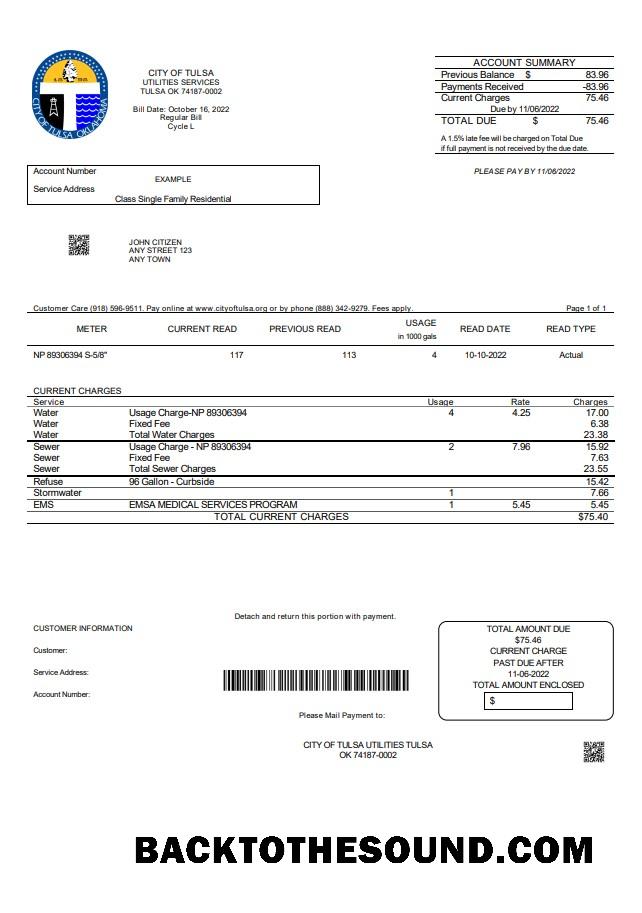 CITY OF TULSA OKLAHOMA
CITY OF TULSA
UTILITIES SERVICES
TULSA OK 74187-0002
Bill Date: October 16, 2022
Regular Bill
Cycle L
ACCOUNT SUMMARY
Previous Balance $ 83.96
Payments Received -83.96
Current Charges 75.46
Due by 11/06/2022
TOTAL DUE $ 75.46
A 1.5% late fee will be charged on Total Due
if full payment is not received by the due date.
PLEASE PAY BY 11/06/2022
Account Number
EXAMPLE
Service Address
Class Single Family Residential
JOHN CITIZEN
ANY STREET 123
ANY TOWN
Customer Care (918) 596-9511. Pay online at www.cityoftulsa.org or by phone (888) 342-9279. Fees apply. Page 1 of 1
METER CURRENT READ PREVIOUS READ USAGE in 1000 gals READ DATE READ TYPE
NP 89306394 S-5/8" 117 113 4 10-10-2022 Actual
CURRENT CHARGES
Service Usage Rate Charges
Water Usage Charge-NP 89306394 4 4.25 17.00
Water Fixed Fee 6.38
Water Total Water Charges 23.38
Sewer Usage Charge - NP 89306394 2 7.96 15.92
Sewer Fixed Fee 7.63
Sewer Total Sewer Charges 23.55
Refuse 96 Gallon - Curbside 15.42
Stormwater 1 7.66
EMS EMSA MEDICAL SERVICES PROGRAM 1 5.45 5.45
TOTAL CURRENT CHARGES $75.40
Detach and return this portion with payment.
CUSTOMER INFORMATION
Customer:
Service Address:
Account Number:
Please Mail Payment to:
CITY OF TULSA UTILITIES TULSA
OK 74187-0002
TOTAL AMOUNT DUE
$75.46
CURRENT CHARGE
PAST DUE AFTER
11-06-2022
TOTAL AMOUNT ENCLOSED
$
BACKTOTHESOUND.COM